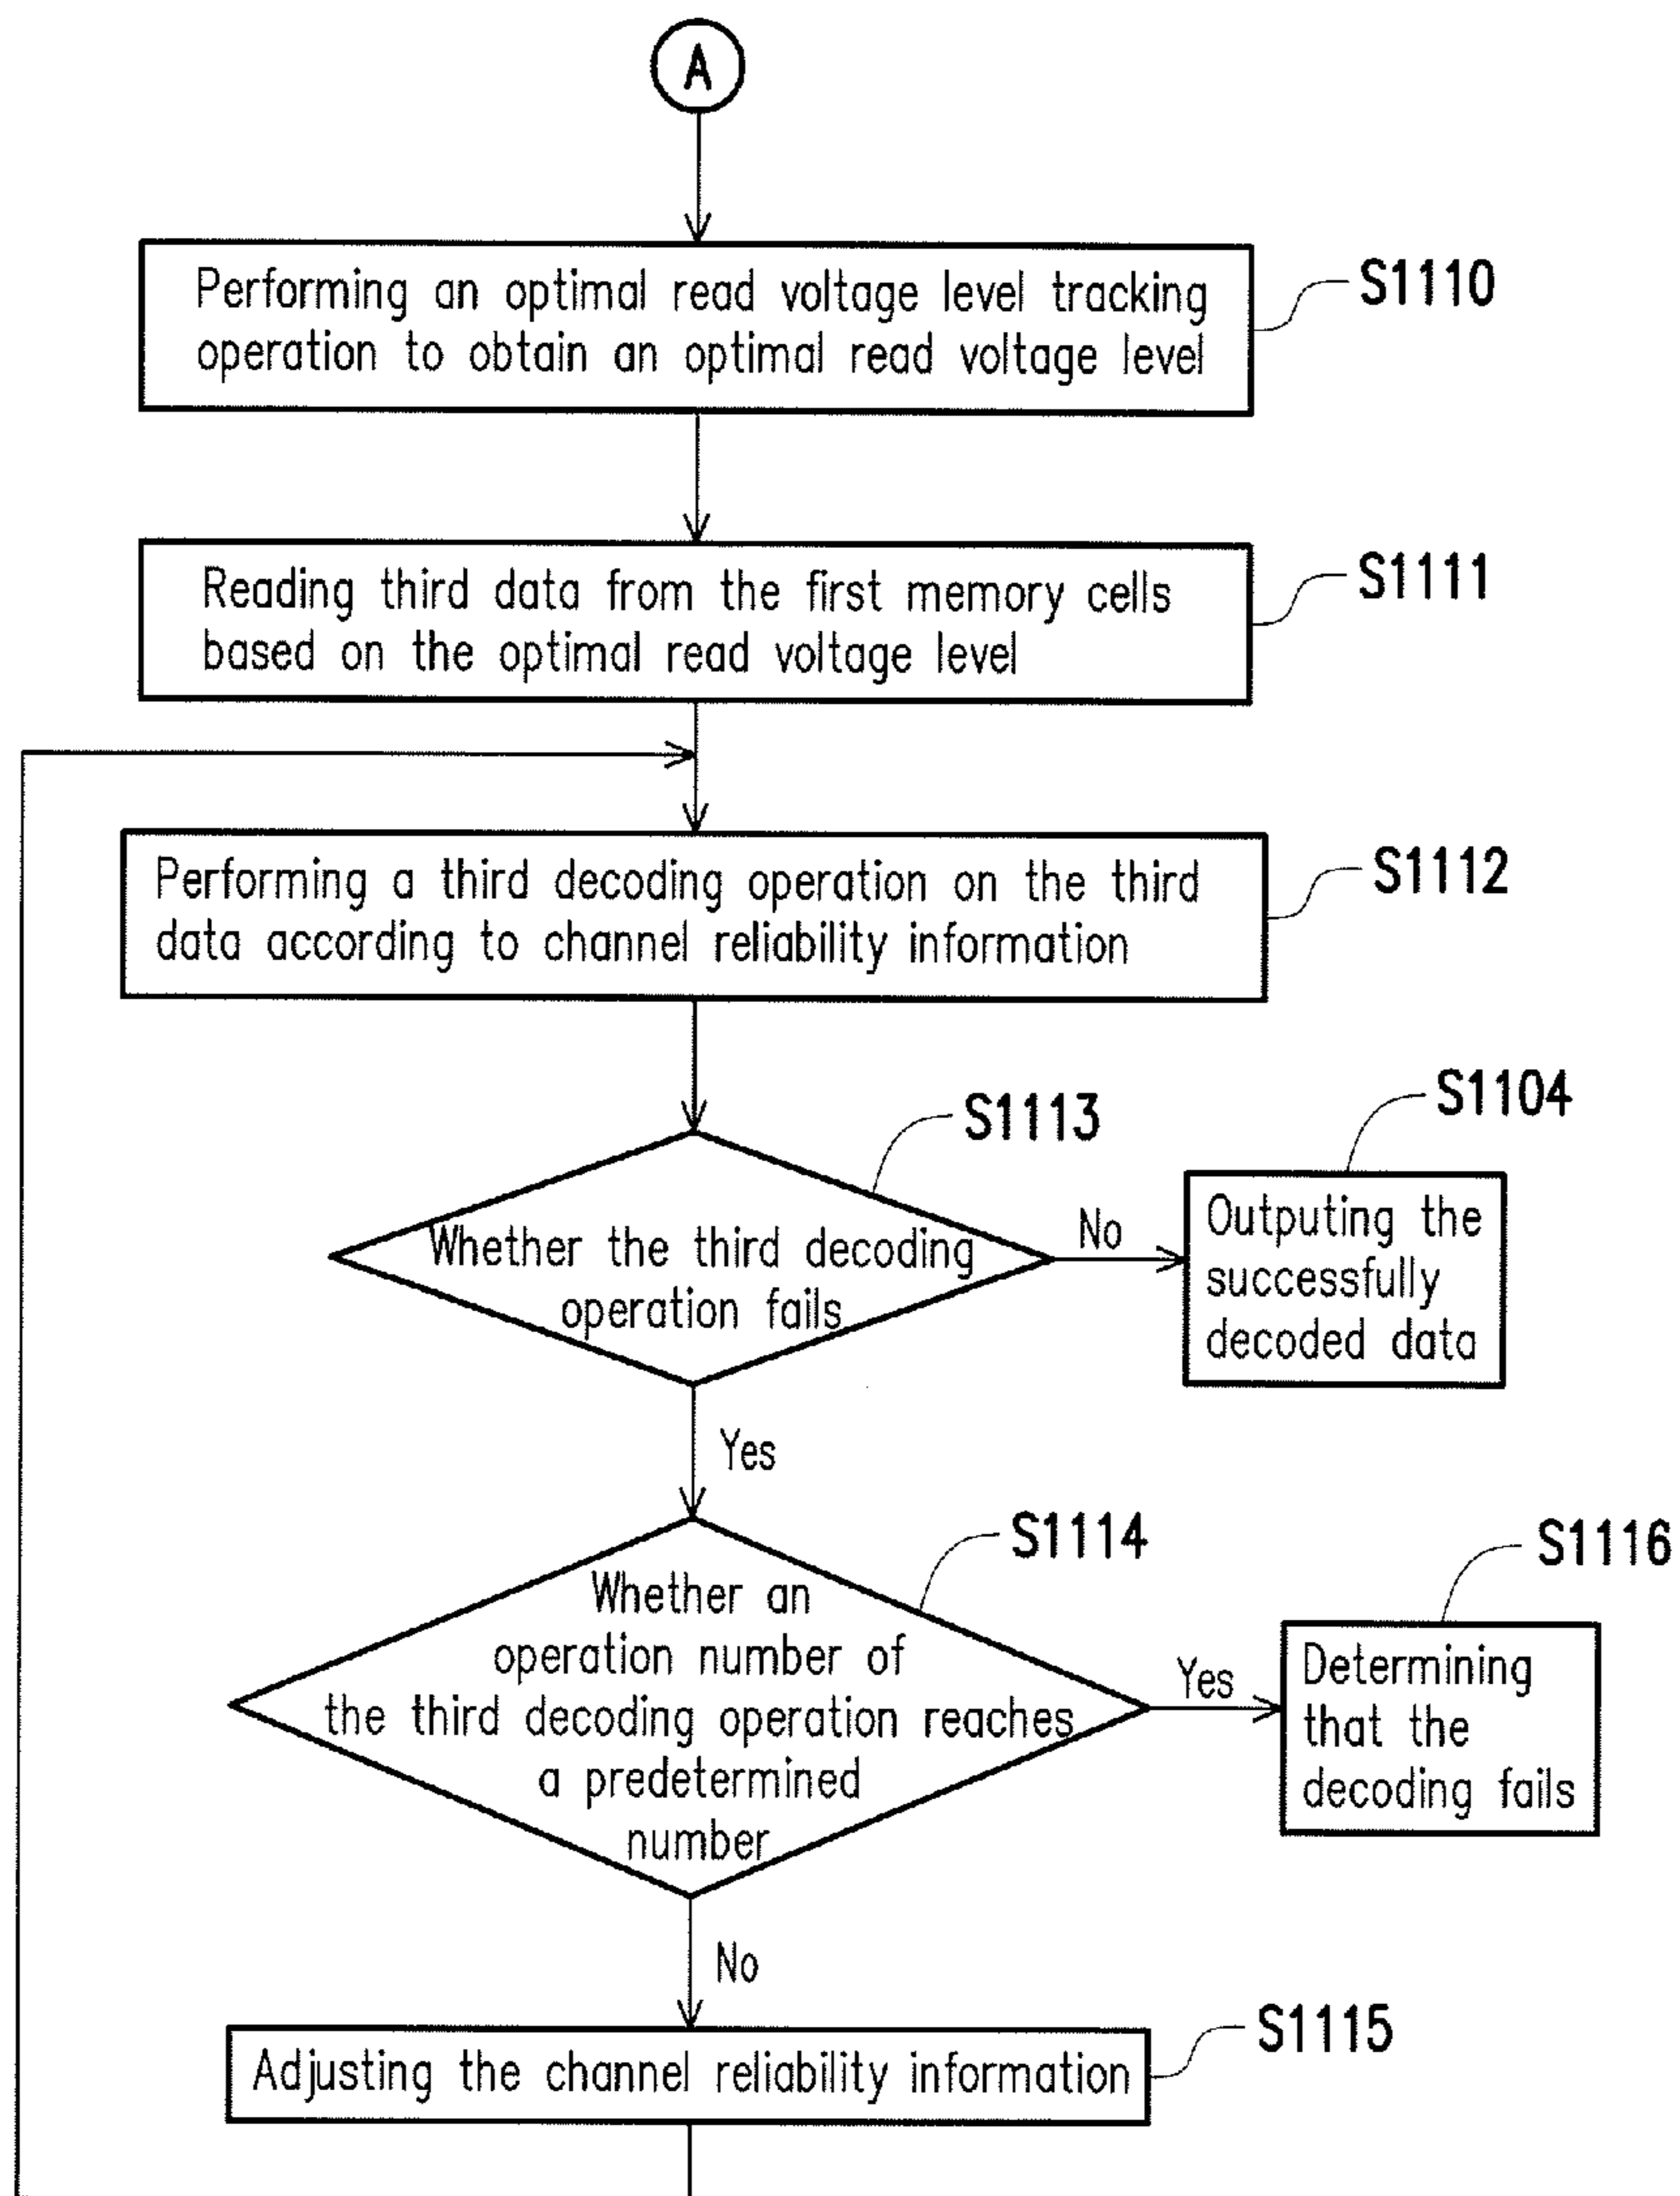 A
Performing an optimal read voltage level tracking
operation to obtain an optimal read voltage level
S1110
Reading third data from the first memory cells
based on the optimal read voltage level
S1111
Performing a third decoding operation on the third
data according to channel reliability information
S1112
S1113
Whether the third decoding
operation fails
No
S1104
Outputing the
successfully
decoded data
Yes
S1114
Whether an
operation number of
the third decoding operation reaches
a predetermined
number
Yes
S1116
Determining
that the
decoding fails
No
S1115
Adjusting the channel reliability information